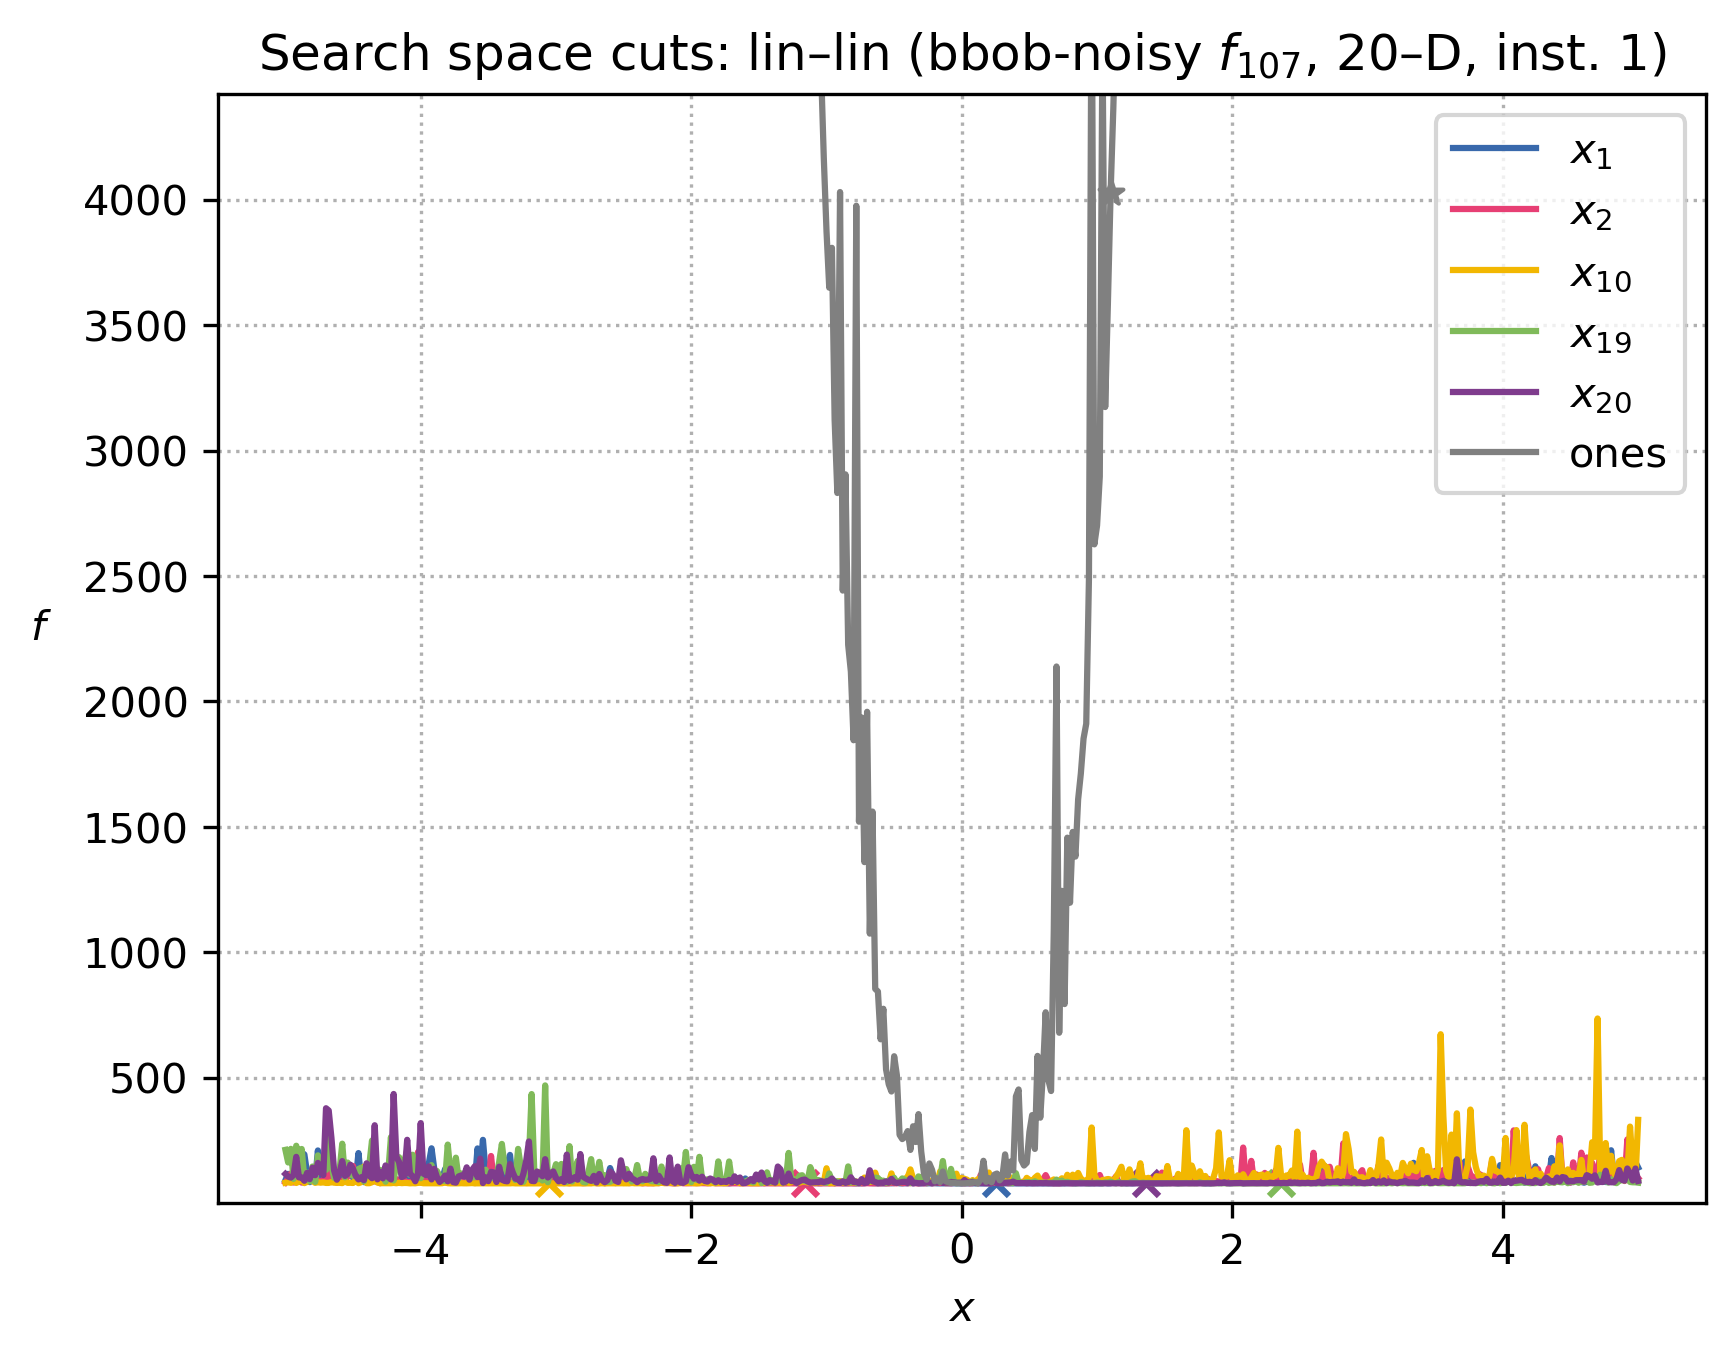 Search space cuts: lin–lin (bbob-noisy f₁₀₇, 20–D, inst. 1)
x₁
x₂
x₁₀
x₁₉
x₂₀
ones
4000
3500
3000
2500
2000
1500
1000
500
f
−4
−2
0
2
4
x